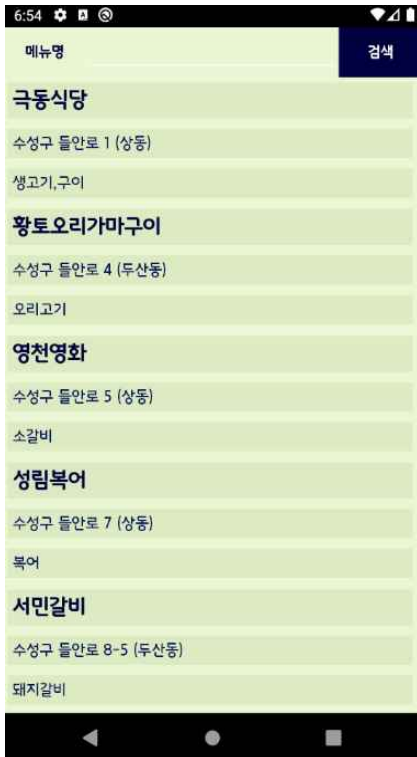 6:54
메뉴명 검색
극동식당
수성구 들안로 1 (상동)
생고기,구이
황토오리가마구이
수성구 들안로 4 (두산동)
오리고기
영천영화
수성구 들안로 5 (상동)
소갈비
성림복어
수성구 들안로 7 (상동)
복어
서민갈비
수성구 들안로 8-5 (두산동)
돼지갈비